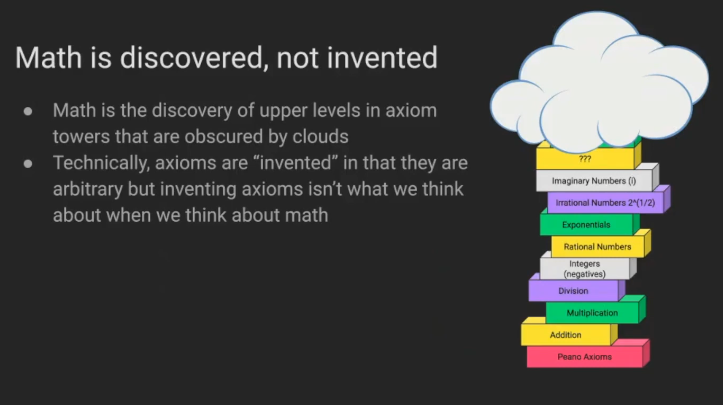 Math is discovered, not invented
● Math is the discovery of upper levels in axiom
towers that are obscured by clouds
● Technically, axioms are “invented” in that they are
arbitrary but inventing axioms isn’t what we think
about when we think about math
???
Imaginary Numbers (i)
Irrational Numbers 2^(1/2)
Exponentials
Rational Numbers
Integers
(negatives)
Division
Multiplication
Addition
Peano Axioms